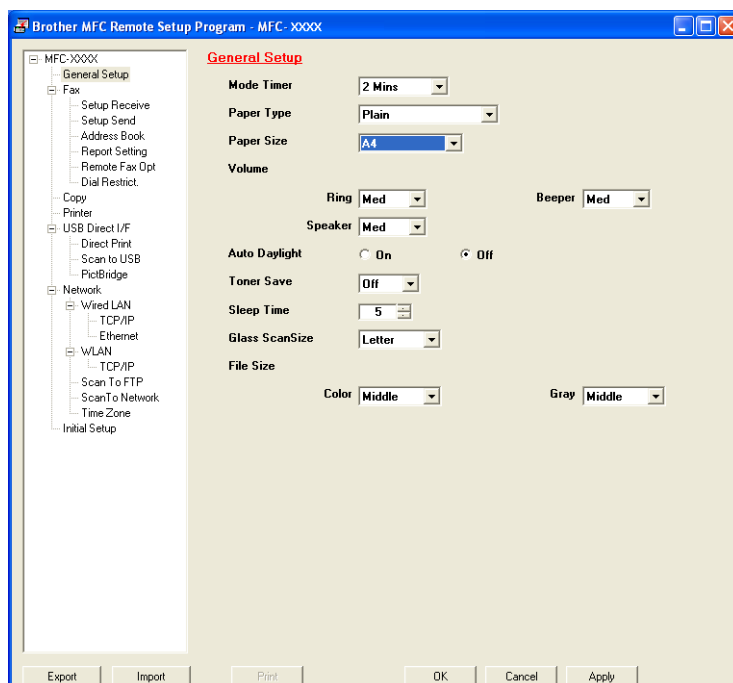 Brother MFC Remote Setup Program - MFC- XXXX
MFC-XXXX
General Setup
Fax
Setup Receive
Setup Send
Address Book
Report Setting
Remote Fax Opt
Dial Restrict.
Copy
Printer
USB Direct I/F
Direct Print
Scan to USB
PictBridge
Network
Wired LAN
TCP/IP
Ethernet
WLAN
TCP/IP
Scan To FTP
ScanTo Network
Time Zone
Initial Setup
General Setup
Mode Timer 2 Mins
Paper Type Plain
Paper Size A4
Volume
Ring Med Beeper Med
Speaker Med
Auto Daylight On Off
Toner Save Off
Sleep Time 5
Glass ScanSize Letter
File Size
Color Middle Gray Middle
Export Import Print OK Cancel Apply